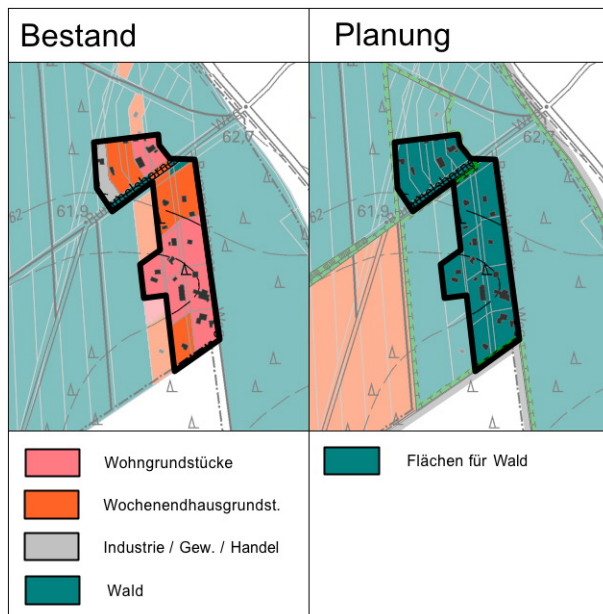 Bestand
Planung
62,7
62
61,9
62,7
62
61,9
Wohngrundstücke
Wochenendhausgrundst.
Industrie / Gew. / Handel
Wald
Flächen für Wald